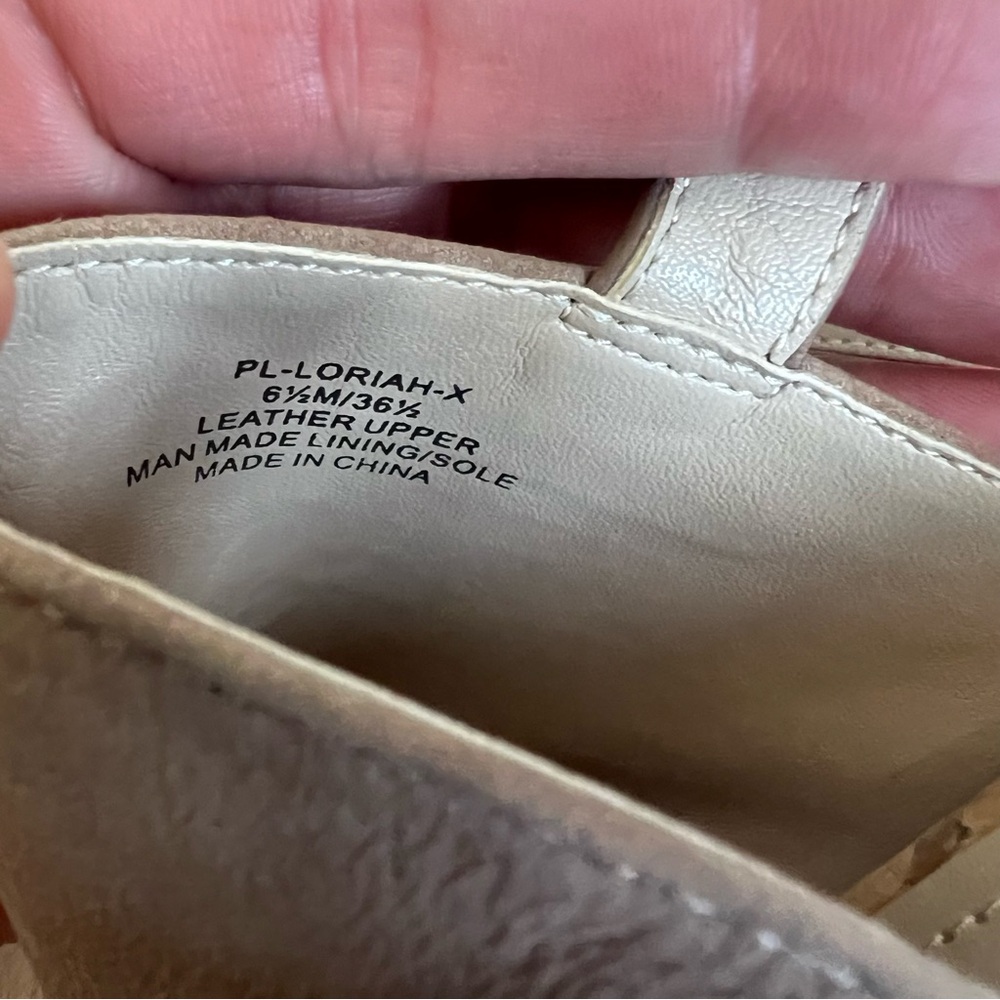 PL-LORIAH-X
6½M/36½
LEATHER UPPER
MAN MADE LINING/SOLE
MADE IN CHINA